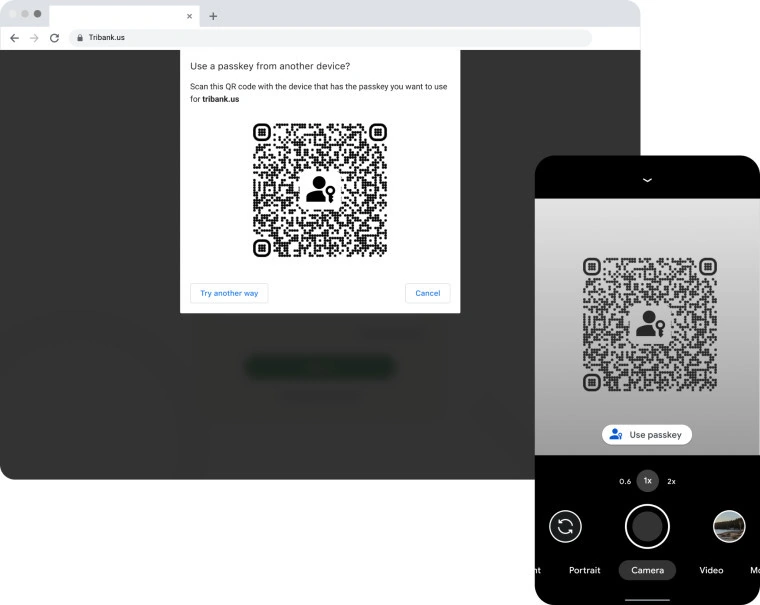 Tribank.us
Use a passkey from another device?
Scan this QR code with the device that has the passkey you want to use
for tribank.us
Try another way
Cancel
Use passkey
0.6
1x
2x
nt
Portrait
Camera
Video
Mo